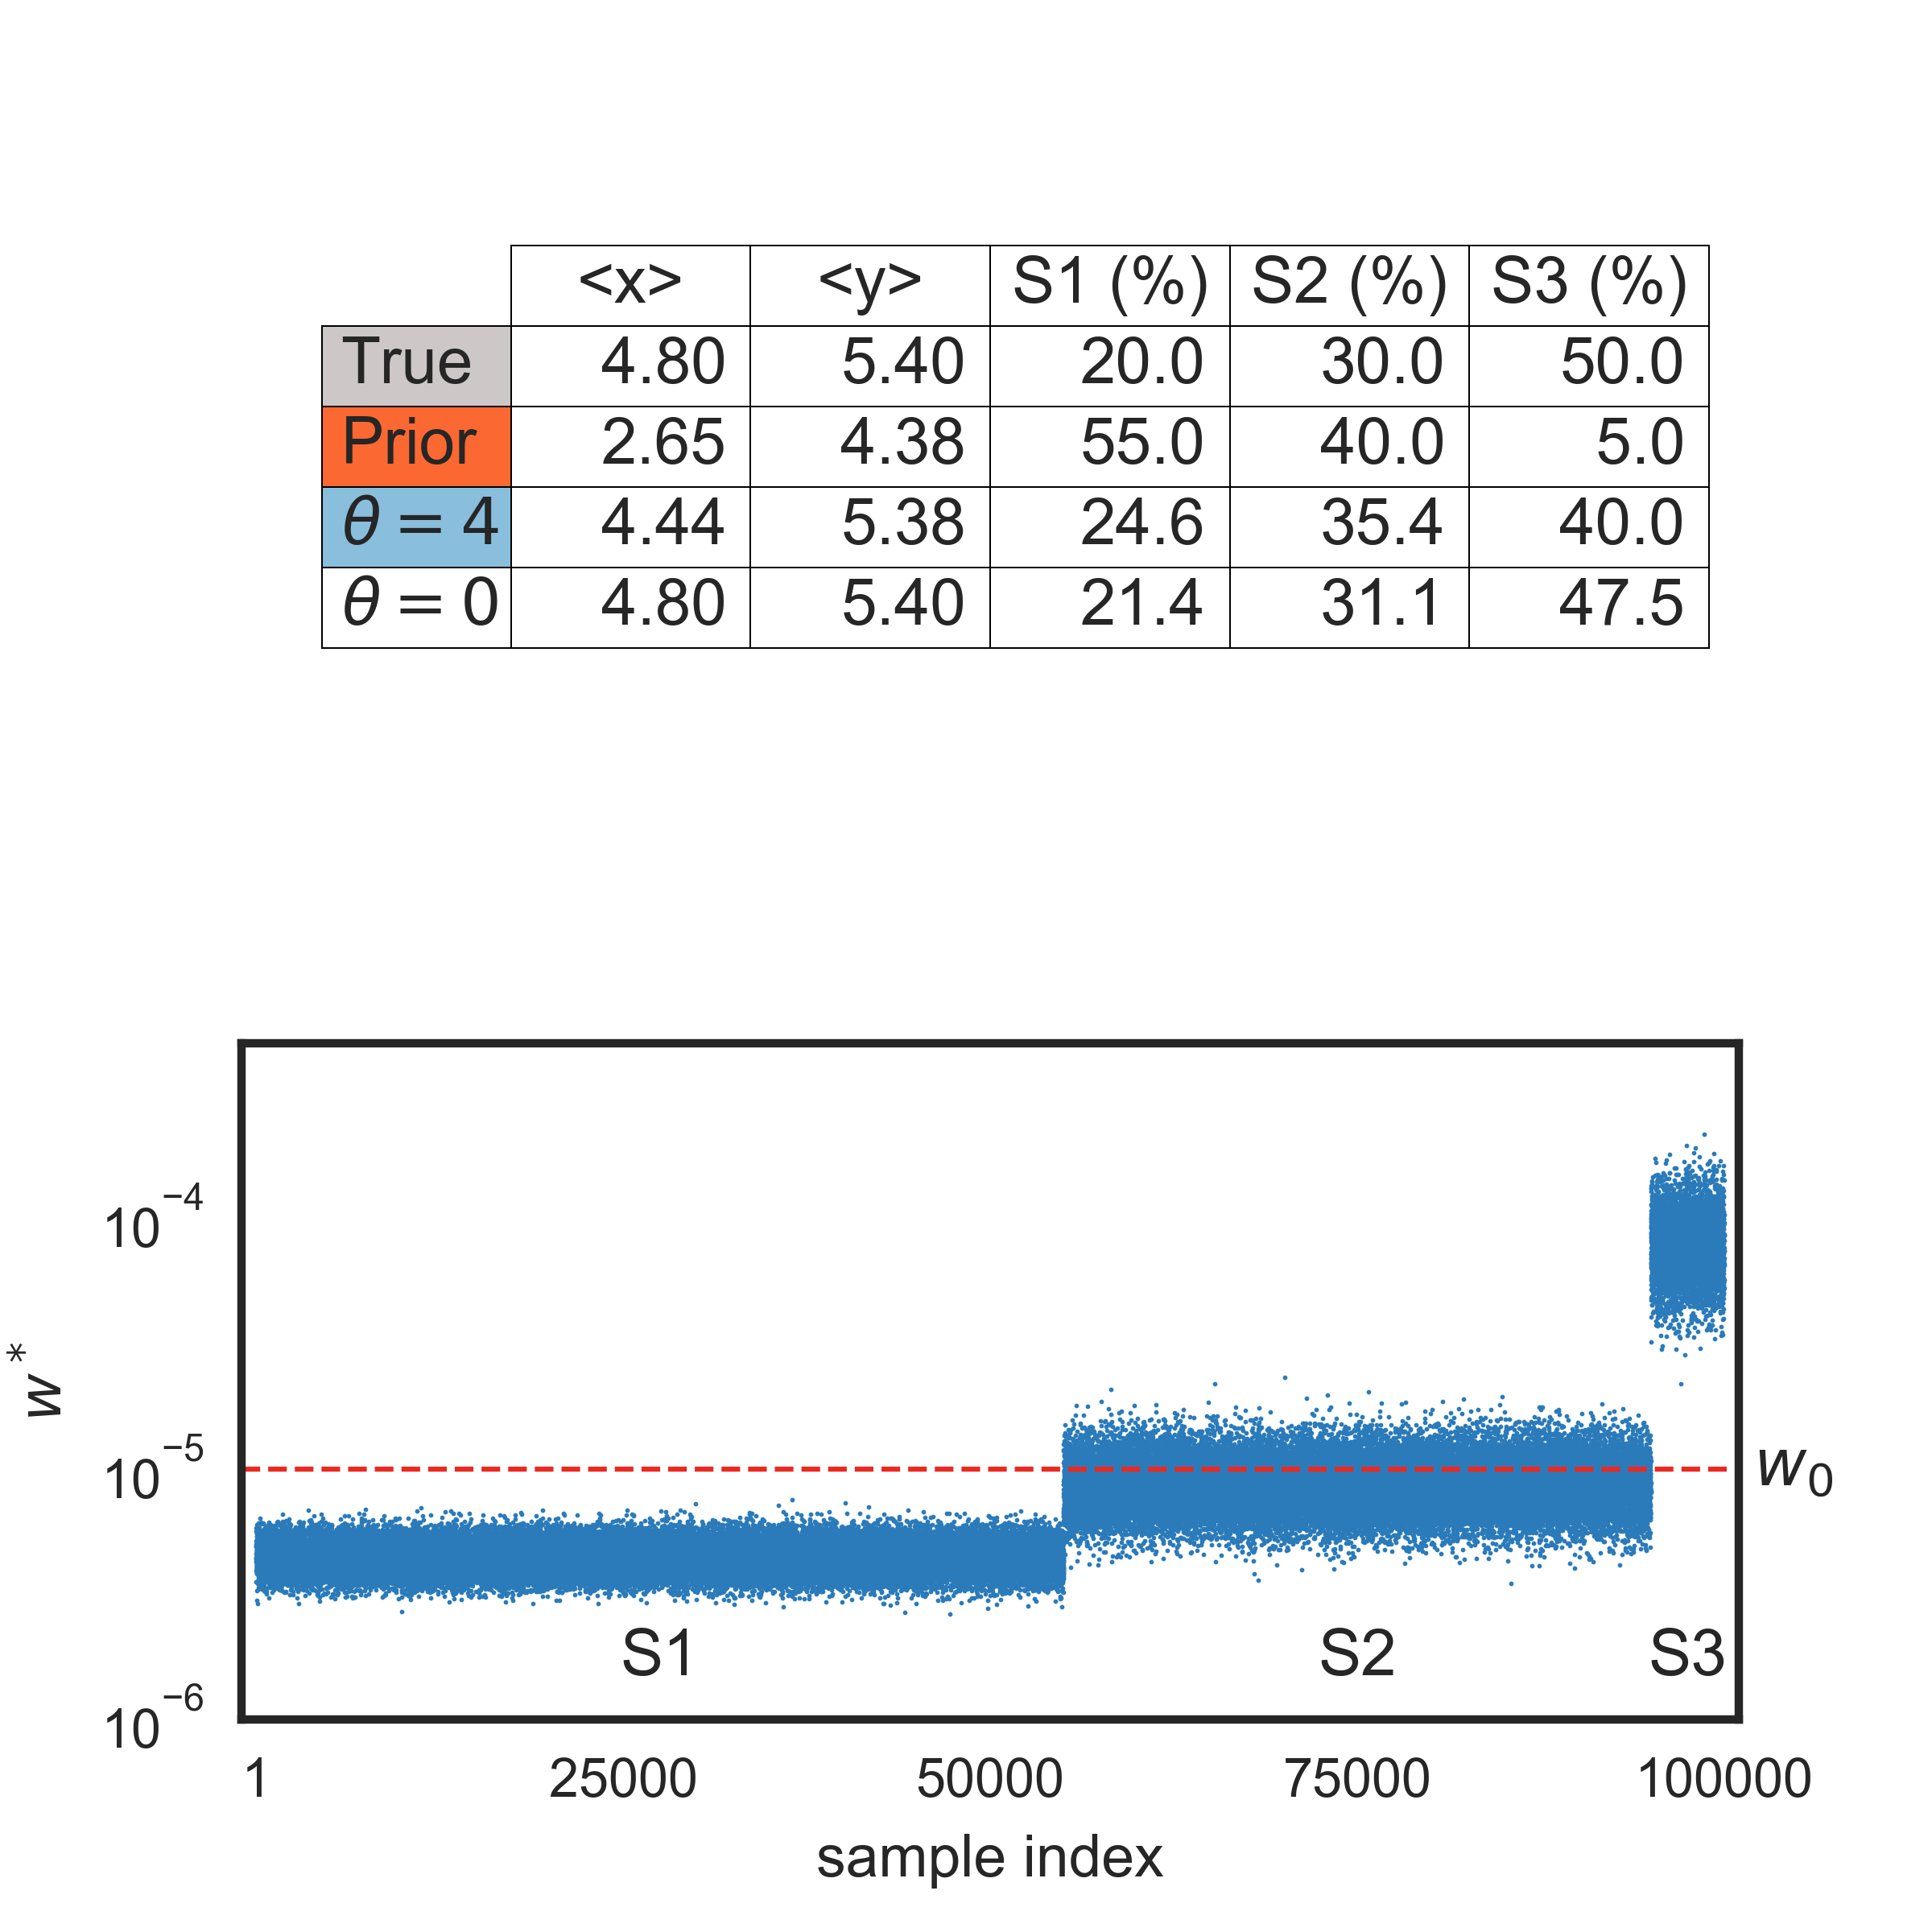 <x> <y> S1 (%) S2 (%) S3 (%)
True 4.80 5.40 20.0 30.0 50.0
Prior 2.65 4.38 55.0 40.0 5.0
θ = 4 4.44 5.38 24.6 35.4 40.0
θ = 0 4.80 5.40 21.4 31.1 47.5
10⁻⁴
w*
10⁻⁵
w₀
S1 S2 S3
10⁻⁶
1 25000 50000 75000 100000
sample index